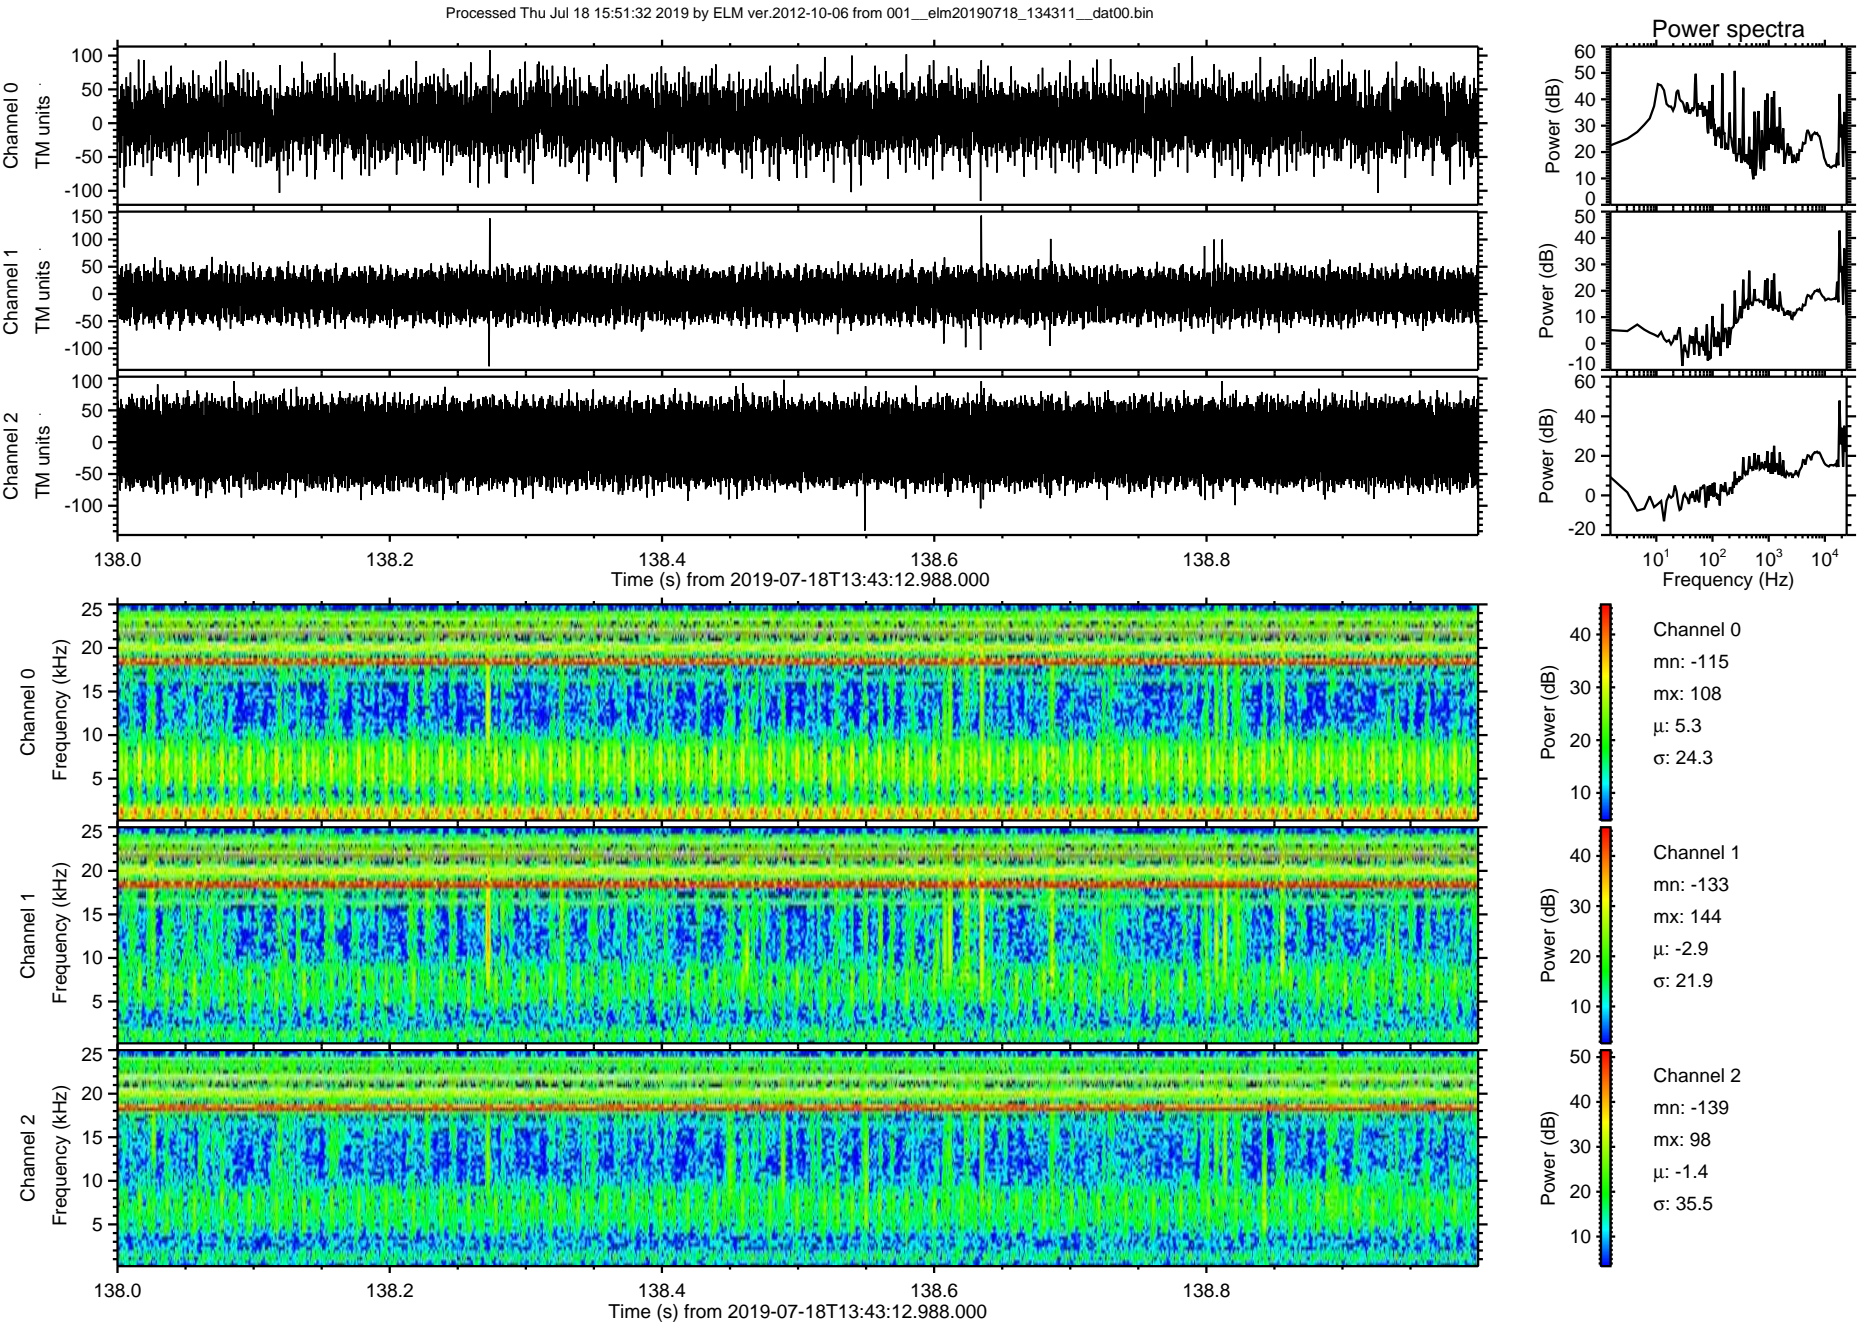 Processed Thu Jul 18 15:51:32 2019 by ELM ver.2012-10-06 from 001__elm20190718_134311__dat00.bin
Power spectra
Channel 0
TM units
100
50
0
-50
-100
Power (dB)
60
50
40
30
20
10
0
Channel 1
TM units
150
100
50
0
-50
-100
Power (dB)
50
40
30
20
10
0
-10
Channel 2
TM units
100
50
0
-50
-100
Power (dB)
60
40
20
0
-20
138.0 138.2 138.4 138.6 138.8
Time (s) from 2019-07-18T13:43:12.988.000
10^1 10^2 10^3 10^4
Frequency (Hz)
Channel 0
Frequency (kHz)
25
20
15
10
5
Power (dB)
40
30
20
10
Channel 0
mn: -115
mx: 108
μ: 5.3
σ: 24.3
Channel 1
Frequency (kHz)
25
20
15
10
5
Power (dB)
40
30
20
10
Channel 1
mn: -133
mx: 144
μ: -2.9
σ: 21.9
Channel 2
Frequency (kHz)
25
20
15
10
5
Power (dB)
50
40
30
20
10
Channel 2
mn: -139
mx: 98
μ: -1.4
σ: 35.5
138.0 138.2 138.4 138.6 138.8
Time (s) from 2019-07-18T13:43:12.988.000